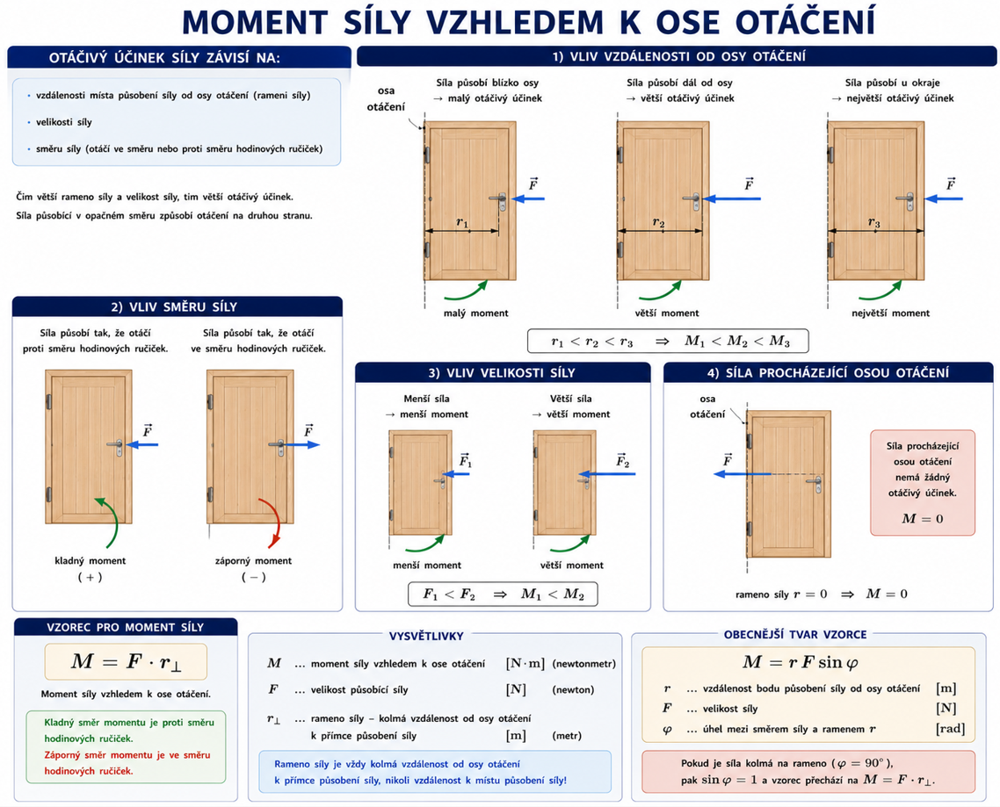 MOMENT SÍLY VZHLEDEM K OSE OTÁČENÍ
OTÁČIVÝ ÚČINEK SÍLY ZÁVISÍ NA:
• vzdálenosti místa působení síly od osy otáčení (rameni síly)
• velikosti síly
• směru síly (otáčí ve směru nebo proti směru hodinových ručiček)
Čim větší rameno síly a velikost síly, tim větší otáčivý účinek.
Síla působící v opačném směru způsobí otáčení na druhou stranu.
1) VLIV VZDÁLENOSTI OD OSY OTÁČENÍ
osa
otáčení
Síla působí blízko osy
→ malý otáčivý účinek
F⃗
r₁
malý moment
Síla působí dál od osy
→ větší otáčivý účinek
F⃗
r₂
větší moment
Síla působí u okraje
→ největší otáčivý účinek
F⃗
r₃
největší moment
r₁ < r₂ < r₃ ⇒ M₁ < M₂ < M₃
2) VLIV SMĚRU SÍLY
Síla působí tak, že otáčí
proti směru hodinových ručiček.
F⃗
kladný moment
(+)
Síla působí tak, že otáčí
ve směru hodinových ručiček.
F⃗
záporný moment
(−)
3) VLIV VELIKOSTI SÍLY
Menší síla
→ menší moment
F⃗₁
menší moment
Větší síla
→ větší moment
F⃗₂
větší moment
F₁ < F₂ ⇒ M₁ < M₂
4) SÍLA PROCHÁZEJÍCÍ OSOU OTÁČENÍ
osa
otáčení
F⃗
Síla procházející
osou otáčení
nemá žádný
otáčivý účinek.
M = 0
rameno síly r = 0 ⇒ M = 0
VZOREC PRO MOMENT SÍLY
M = F · r⊥
Moment síly vzhledem k ose otáčení.
Kladný směr momentu je proti směru
hodinových ručiček.
Záporný směr momentu je ve směru
hodinových ručiček.
VYSVĚTLIVKY
M … moment síly vzhledem k ose otáčení [N·m] (newtonmetr)
F … velikost působící síly [N] (newton)
r⊥ … rameno síly – kolmá vzdálenost od osy otáčení
k přímce působení síly [m] (metr)
Rameno síly je vždy kolmá vzdálenost od osy otáčení
k přímce působení síly, nikoli vzdálenost k místu působení síly!
OBECNĚJŠÍ TVAR VZORCE
M = r F sin φ
r … vzdálenost bodu působení síly od osy otáčení [m]
F … velikost síly [N]
φ … úhel mezi směrem síly a ramenem r [rad]
Pokud je síla kolmá na rameno (φ = 90°),
pak sin φ = 1 a vzorec přechází na M = F · r⊥.